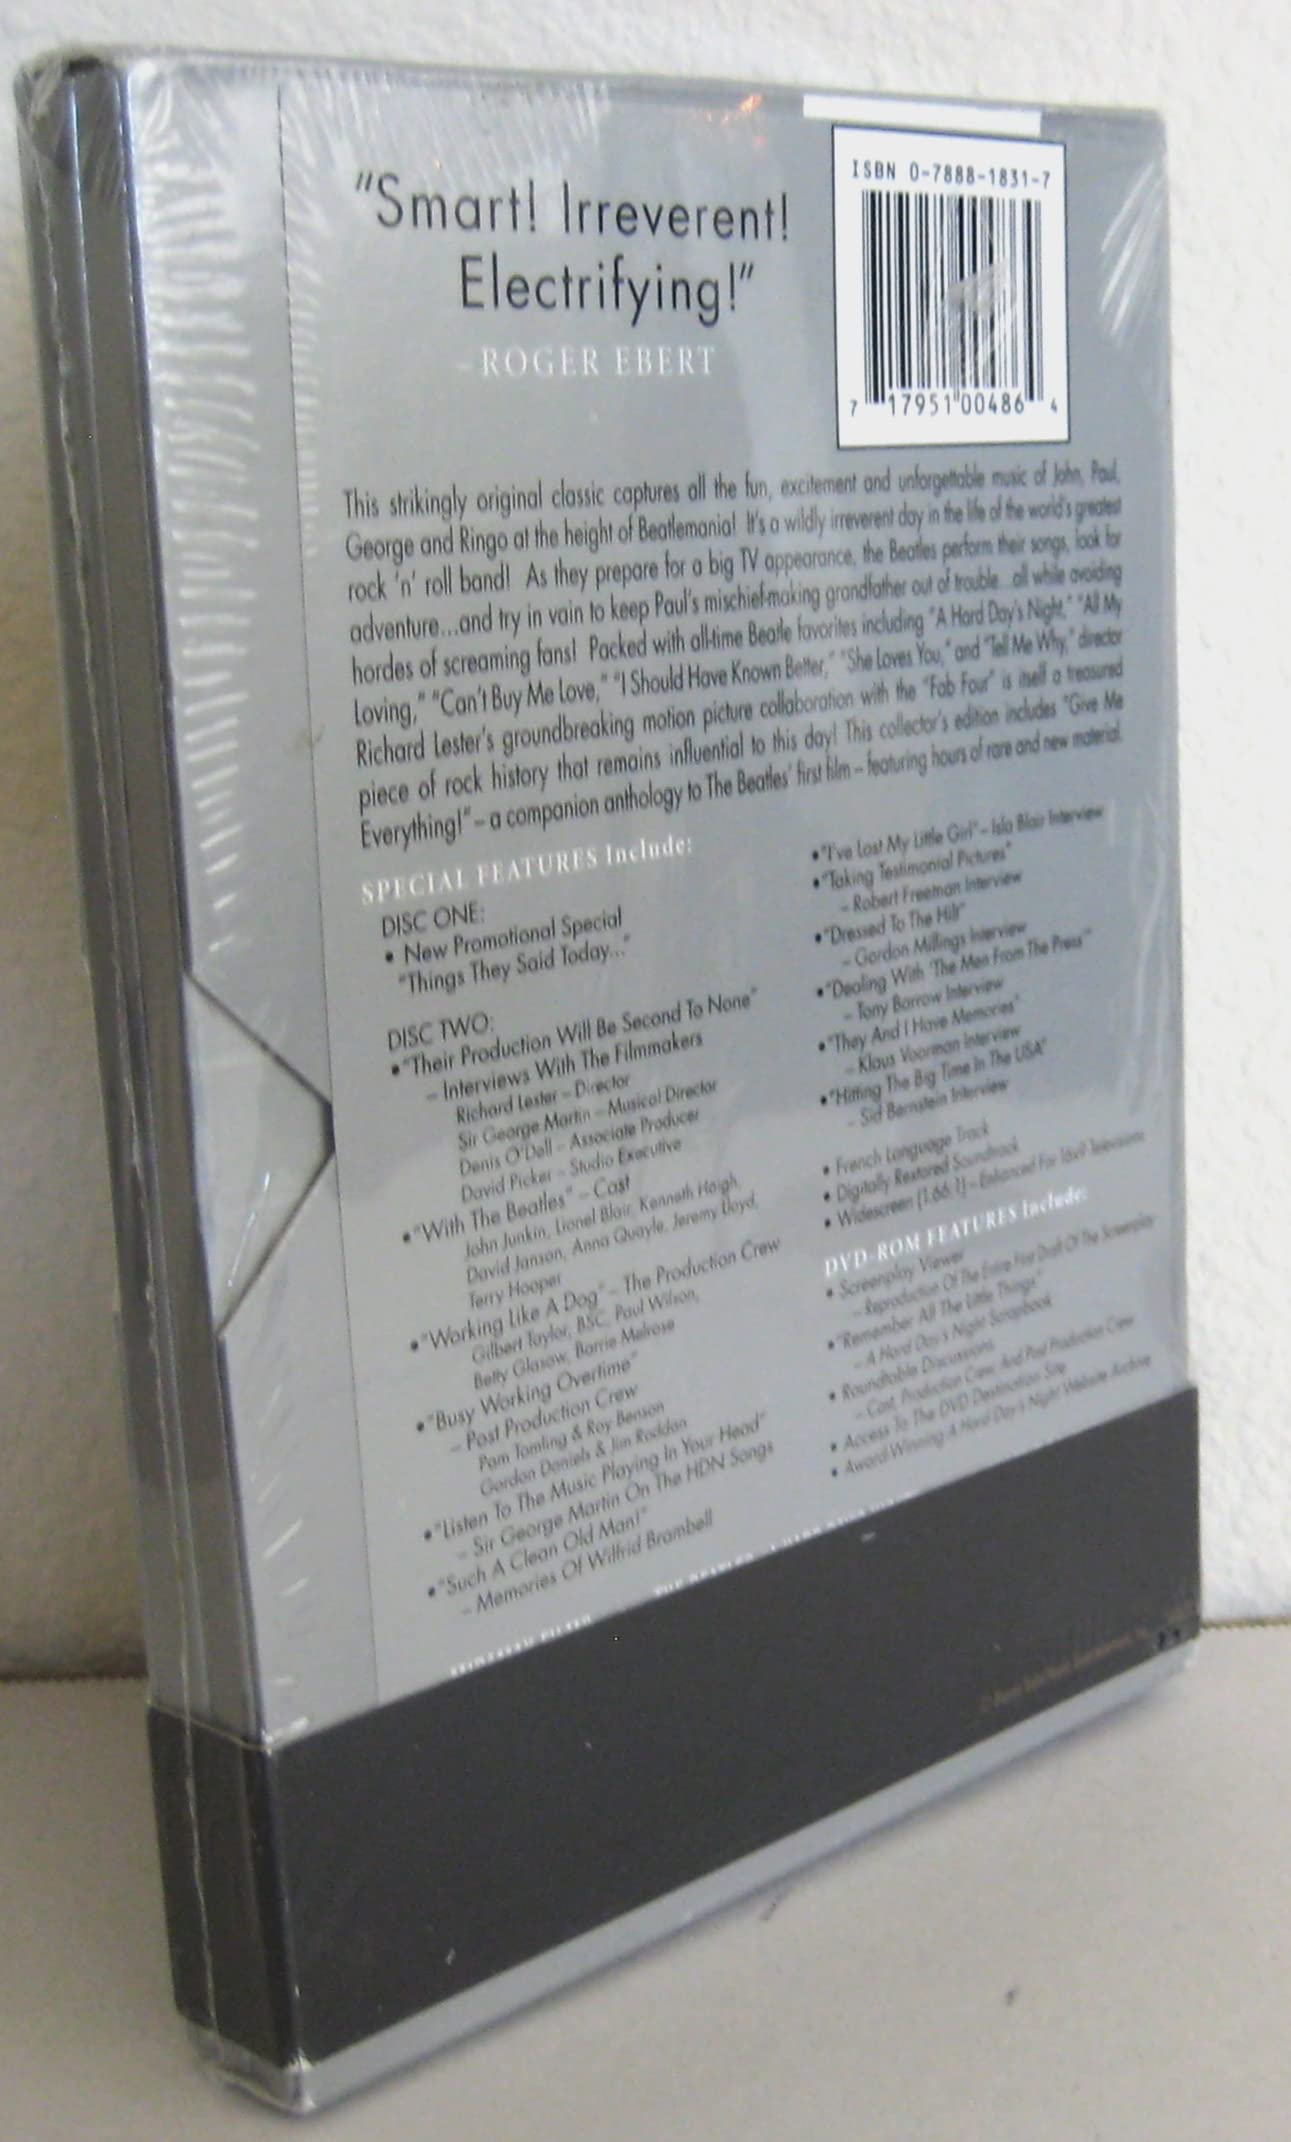 "Smart! Irreverent!
Electrifying!"
– ROGER EBERT
ISBN 0-7888-1831-7
7 17951 00486 4
This strikingly original classic captures all the fun, excitement and unforgettable music of John, Paul,
George and Ringo at the height of Beatlemania! It's a wildly irreverent day in the life of the world's greatest
rock 'n' roll band! As they prepare for a big TV appearance, the Beatles perform their songs, look for
adventure...and try in vain to keep Paul's mischief-making grandfather out of trouble...all while avoiding
hordes of screaming fans! Packed with all-time Beatle favorites including "A Hard Day's Night," "All My
Loving," "Can't Buy Me Love," "I Should Have Known Better," "She Loves You," and "Tell Me Why," director
Richard Lester's groundbreaking motion picture collaboration with the "Fab Four" is itself a treasured
piece of rock history that remains influential to this day! This collector's edition includes "Give Me
Everything!" – a companion anthology to The Beatles' first film – featuring hours of rare and new material.
SPECIAL FEATURES Include:
DISC ONE:
• New Promotional Special
"Things They Said Today..."
DISC TWO:
• "Their Production Will Be Second To None"
– Interviews With The Filmmakers
Richard Lester – Director
Sir George Martin – Musical Director
Denis O'Dell – Associate Producer
David Picker – Studio Executive
• "With The Beatles" – Cast
John Junkin, Lionel Blair, Kenneth Haigh,
David Janson, Anna Quayle, Jeremy Lloyd,
Terry Hooper
• "Working Like A Dog" – The Production Crew
Gilbert Taylor, BSC, Paul Wilson,
Betty Glasow, Barrie Melrose
• "Busy Working Overtime"
– Post Production Crew
Pam Tomling & Roy Benson
Gordon Daniels & Jim Roddan
• "Listen To The Music Playing In Your Head"
– Sir George Martin On The HDN Songs
• "Such A Clean Old Man!"
– Memories Of Wilfrid Brambell
• "I've Lost My Little Girl" – Isla Blair Interview
• "Taking Testimonial Pictures"
– Robert Freeman Interview
• "Dressed To The Hilt"
– Gordon Millings Interview
• "Dealing With 'The Men From The Press'"
– Tony Barrow Interview
• "They And I Have Memories"
– Klaus Voorman Interview
• "Hitting The Big Time In The USA"
– Sid Bernstein Interview
• French Language Track
• Digitally Restored Soundtrack
• Widescreen [1.66:1] – Enhanced For 16x9 Televisions
DVD-ROM FEATURES Include:
• Screenplay Viewer
– Reproduction Of The Entire First Draft Of The Screenplay
• "Remember All The Little Things"
– A Hard Day's Night Scrapbook
• Roundtable Discussions
– Cast, Production Crew And Post Production Crew
• Access To The DVD Destination Site
• Award-Winning A Hard Day's Night Website Archive